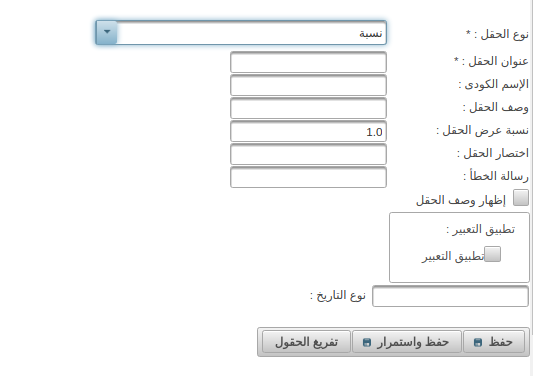 نوع الحقل : * نسبة
عنوان الحقل : *
الإسم الكودى :
وصف الحقل :
نسبة عرض الحقل : 1.0
اختصار الحقل :
رسالة الخطأ :
إظهار وصف الحقل
تطبيق التعبير :
تطبيق التعبير
نوع التاريخ :
حفظ حفظ واستمرار تفريغ الحقول